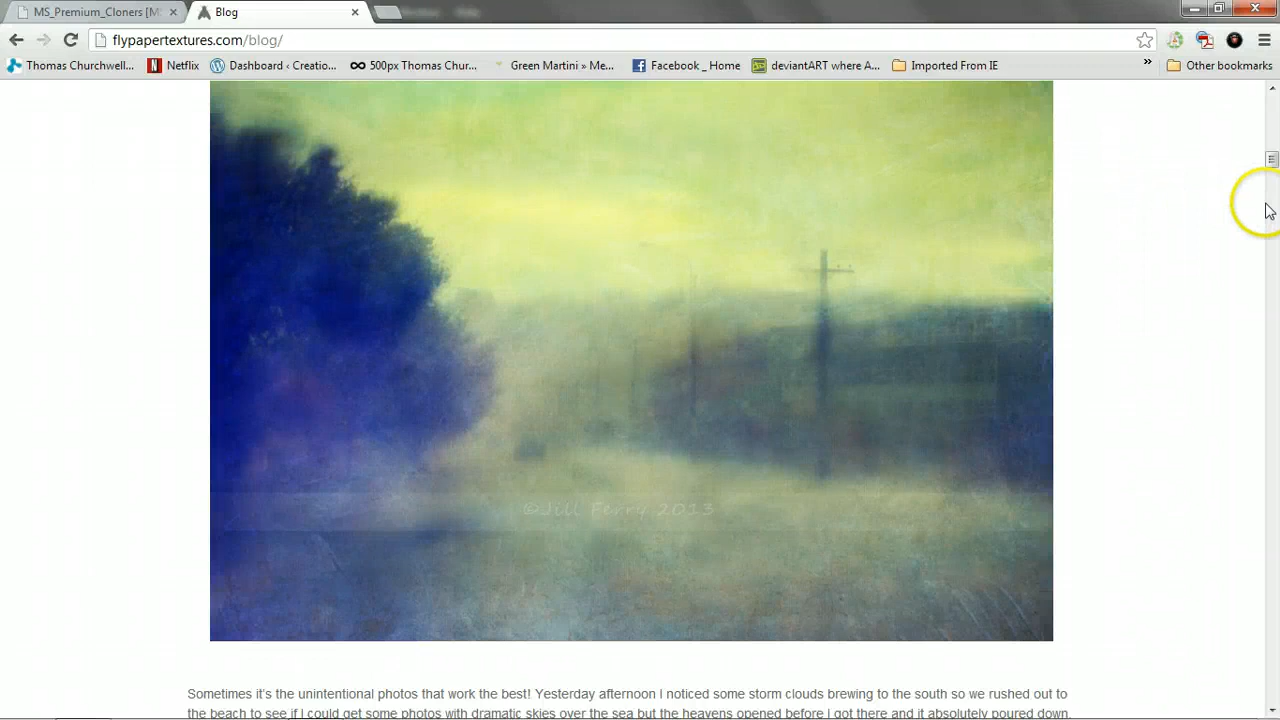 MS_Premium_Cloners [M:
Blog
flypapertextures.com/blog/
Thomas Churchwell...
Netflix
Dashboard ‹ Creatio...
500px Thomas Chur...
Green Martini » Me...
Facebook _ Home
deviantART where A...
Imported From IE
»
Other bookmarks
©Jill Ferry 2013
Sometimes it's the unintentional photos that work the best! Yesterday afternoon I noticed some storm clouds brewing to the south so we rushed out to
the beach to see if I could get some photos with dramatic skies over the sea but the heavens opened before I got there and it absolutely poured down.